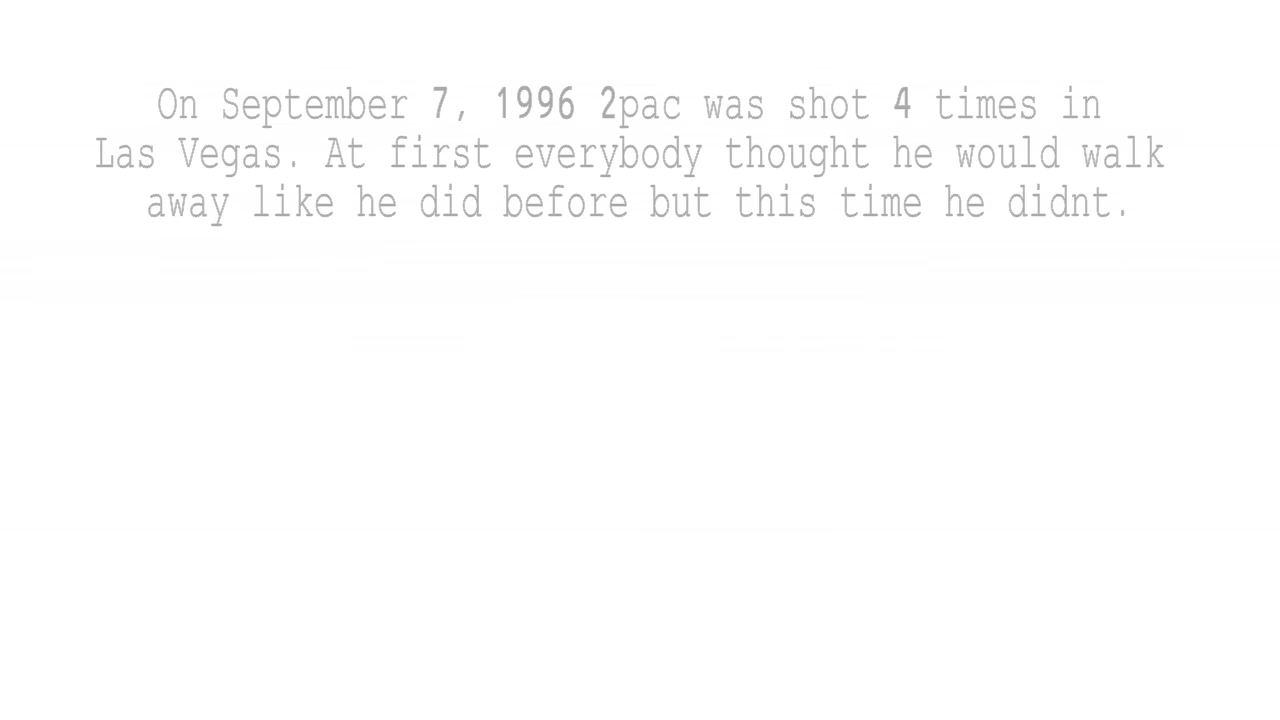 On September 7, 1996 2pac was shot 4 times in
Las Vegas. At first everybody thought he would walk
away like he did before but this time he didnt.